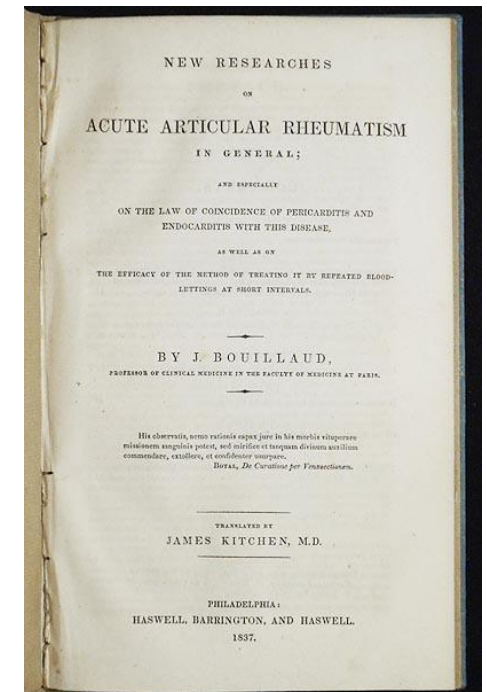 NEW RESEARCHES
ON
ACUTE ARTICULAR RHEUMATISM
IN GENERAL;
AND ESPECIALLY
ON THE LAW OF COINCIDENCE OF PERICARDITIS AND
ENDOCARDITIS WITH THIS DISEASE,
AS WELL AS ON
THE EFFICACY OF THE METHOD OF TREATING IT BY REPEATED BLOOD-
LETTINGS AT SHORT INTERVALS.
BY J. BOUILLAUD,
PROFESSOR OF CLINICAL MEDICINE IN THE FACULTY OF MEDICINE AT PARIS.
His observatis, nemo rationis capax jure in his morbis vituperare
missionem sanguinis potest, sed mirifice et tanquam divinum auxilium
commendare, extollere, et confidenter usurpare.
BOTAL, De Curatione per Venæsectionem.
TRANSLATED BY
JAMES KITCHEN, M.D.
PHILADELPHIA:
HASWELL, BARRINGTON, AND HASWELL.
1837.